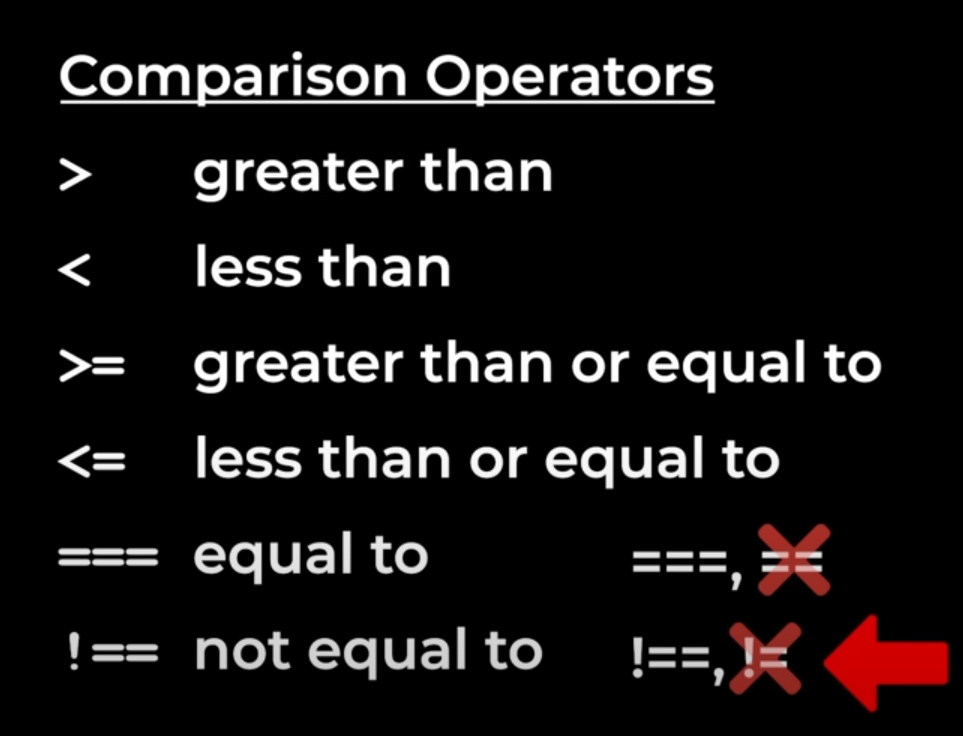 Comparison Operators
> greater than
< less than
>= greater than or equal to
<= less than or equal to
=== equal to ===, ==
!== not equal to !==, !=